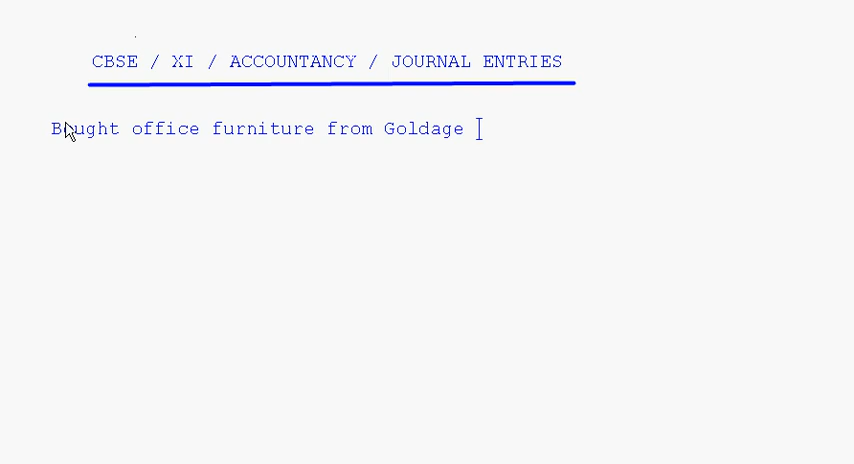 CBSE / XI / ACCOUNTANCY / JOURNAL ENTRIES
Bought office furniture from Goldage